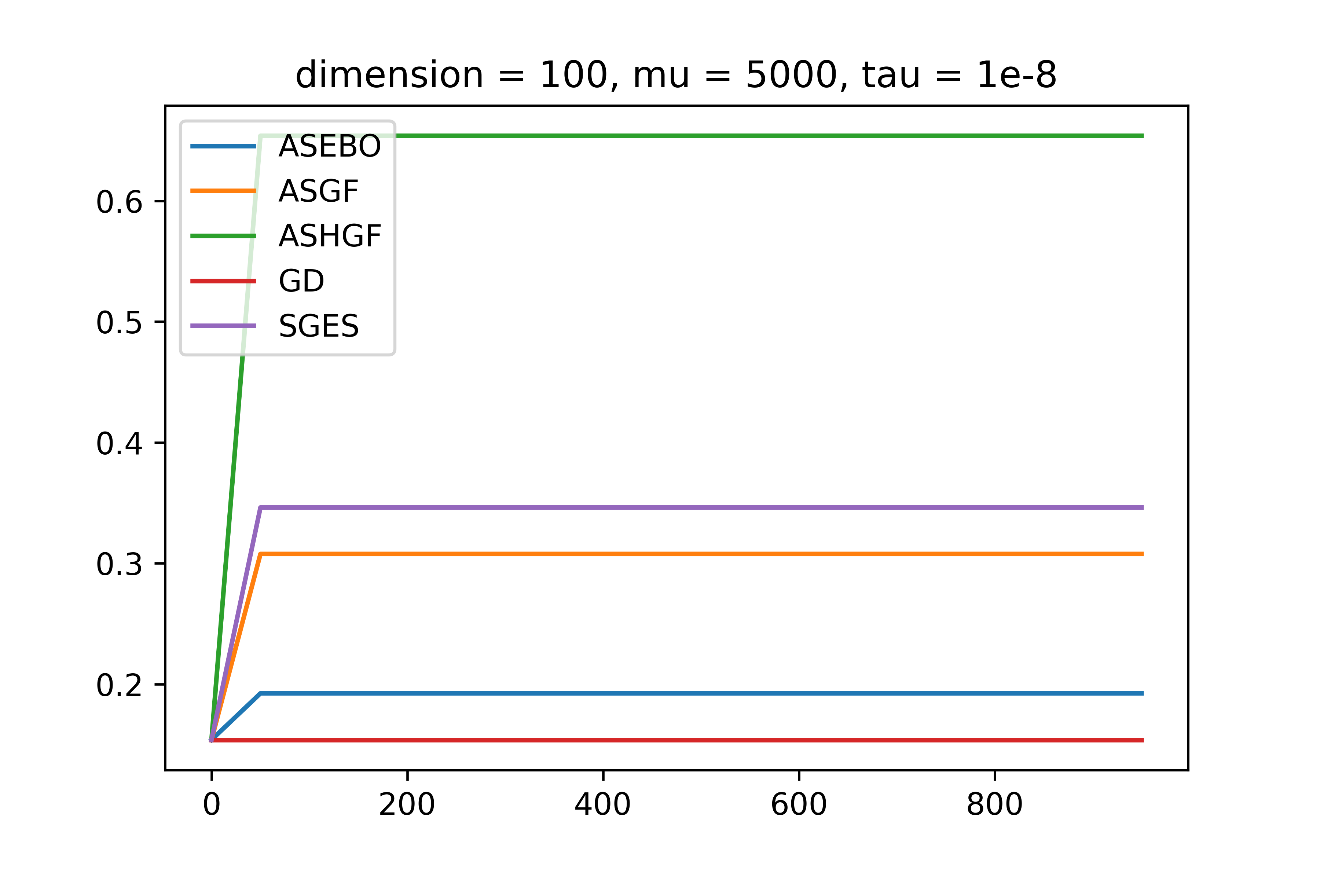 dimension = 100, mu = 5000, tau = 1e-8
ASEBO
ASGF
ASHGF
GD
SGES
0.6
0.5
0.4
0.3
0.2
0 200 400 600 800